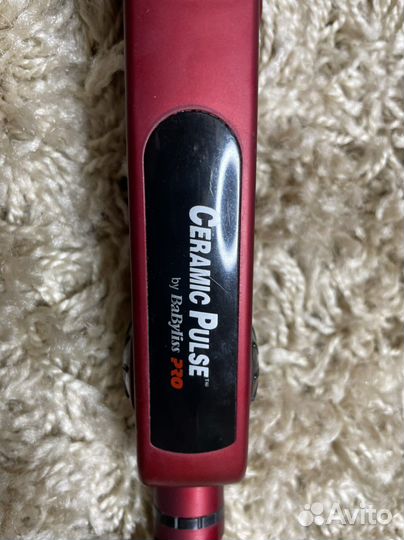 CERAMIC PULSE™
by BaByliss PRO
Avito